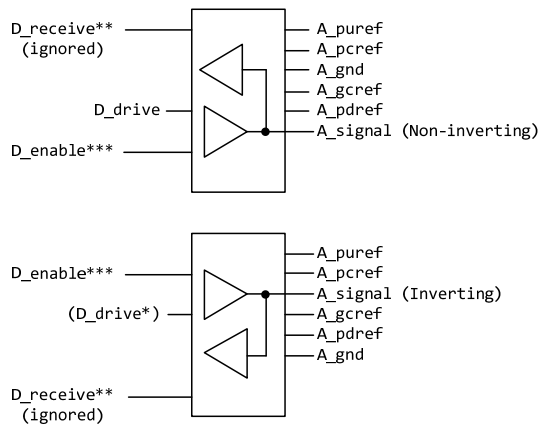 D_receive**
(ignored)
D_drive
D_enable***
A_puref
A_pcref
A_gnd
A_gcref
A_pdref
A_signal (Non-inverting)
D_enable***
(D_drive*)
D_receive**
(ignored)
A_puref
A_pcref
A_signal (Inverting)
A_gcref
A_pdref
A_gnd